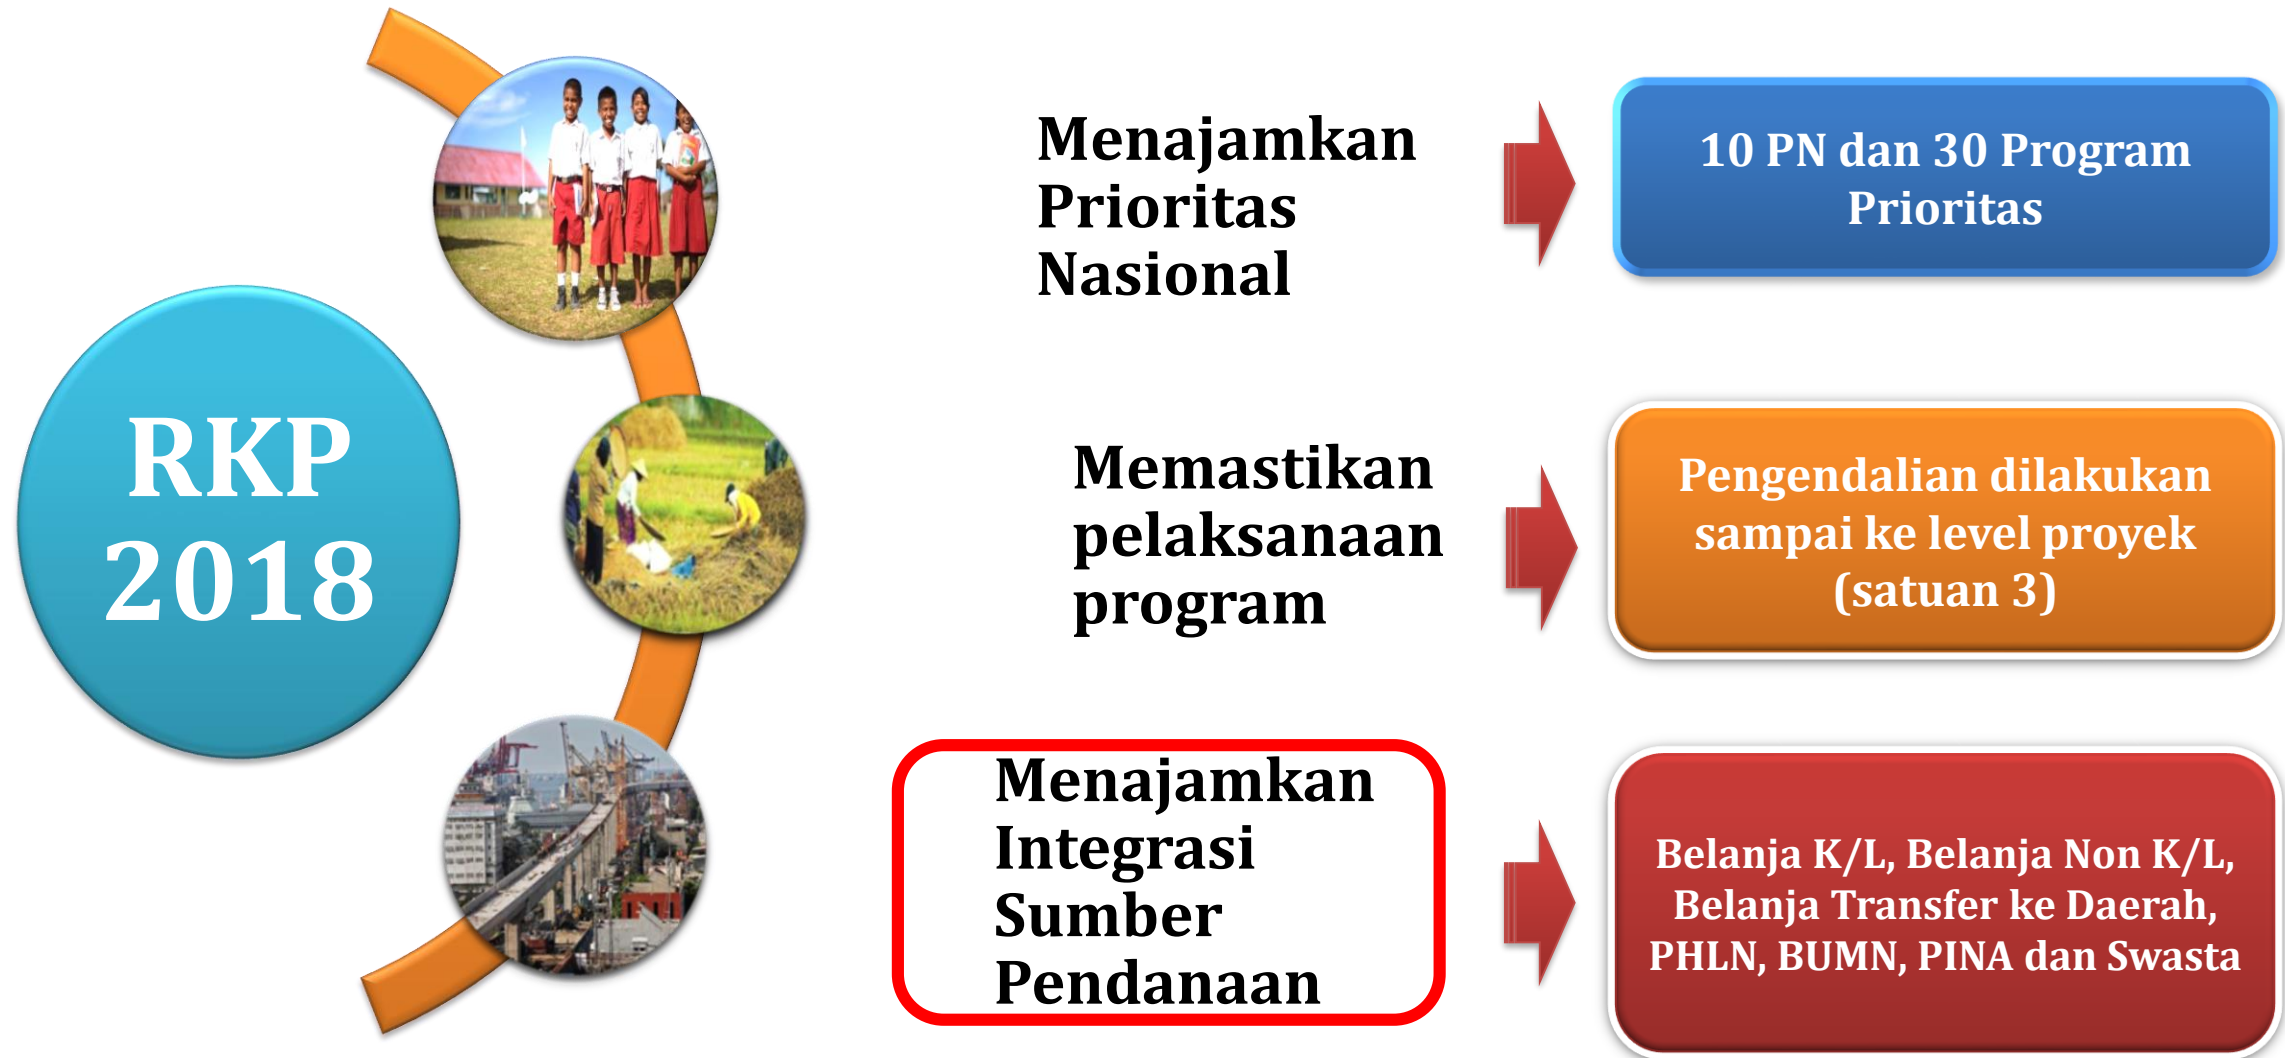 RKP
2018
Menajamkan
Prioritas
Nasional
10 PN dan 30 Program
Prioritas
Memastikan
pelaksanaan
program
Pengendalian dilakukan
sampai ke level proyek
(satuan 3)
Menajamkan
Integrasi
Sumber
Pendanaan
Belanja K/L, Belanja Non K/L,
Belanja Transfer ke Daerah,
PHLN, BUMN, PINA dan Swasta